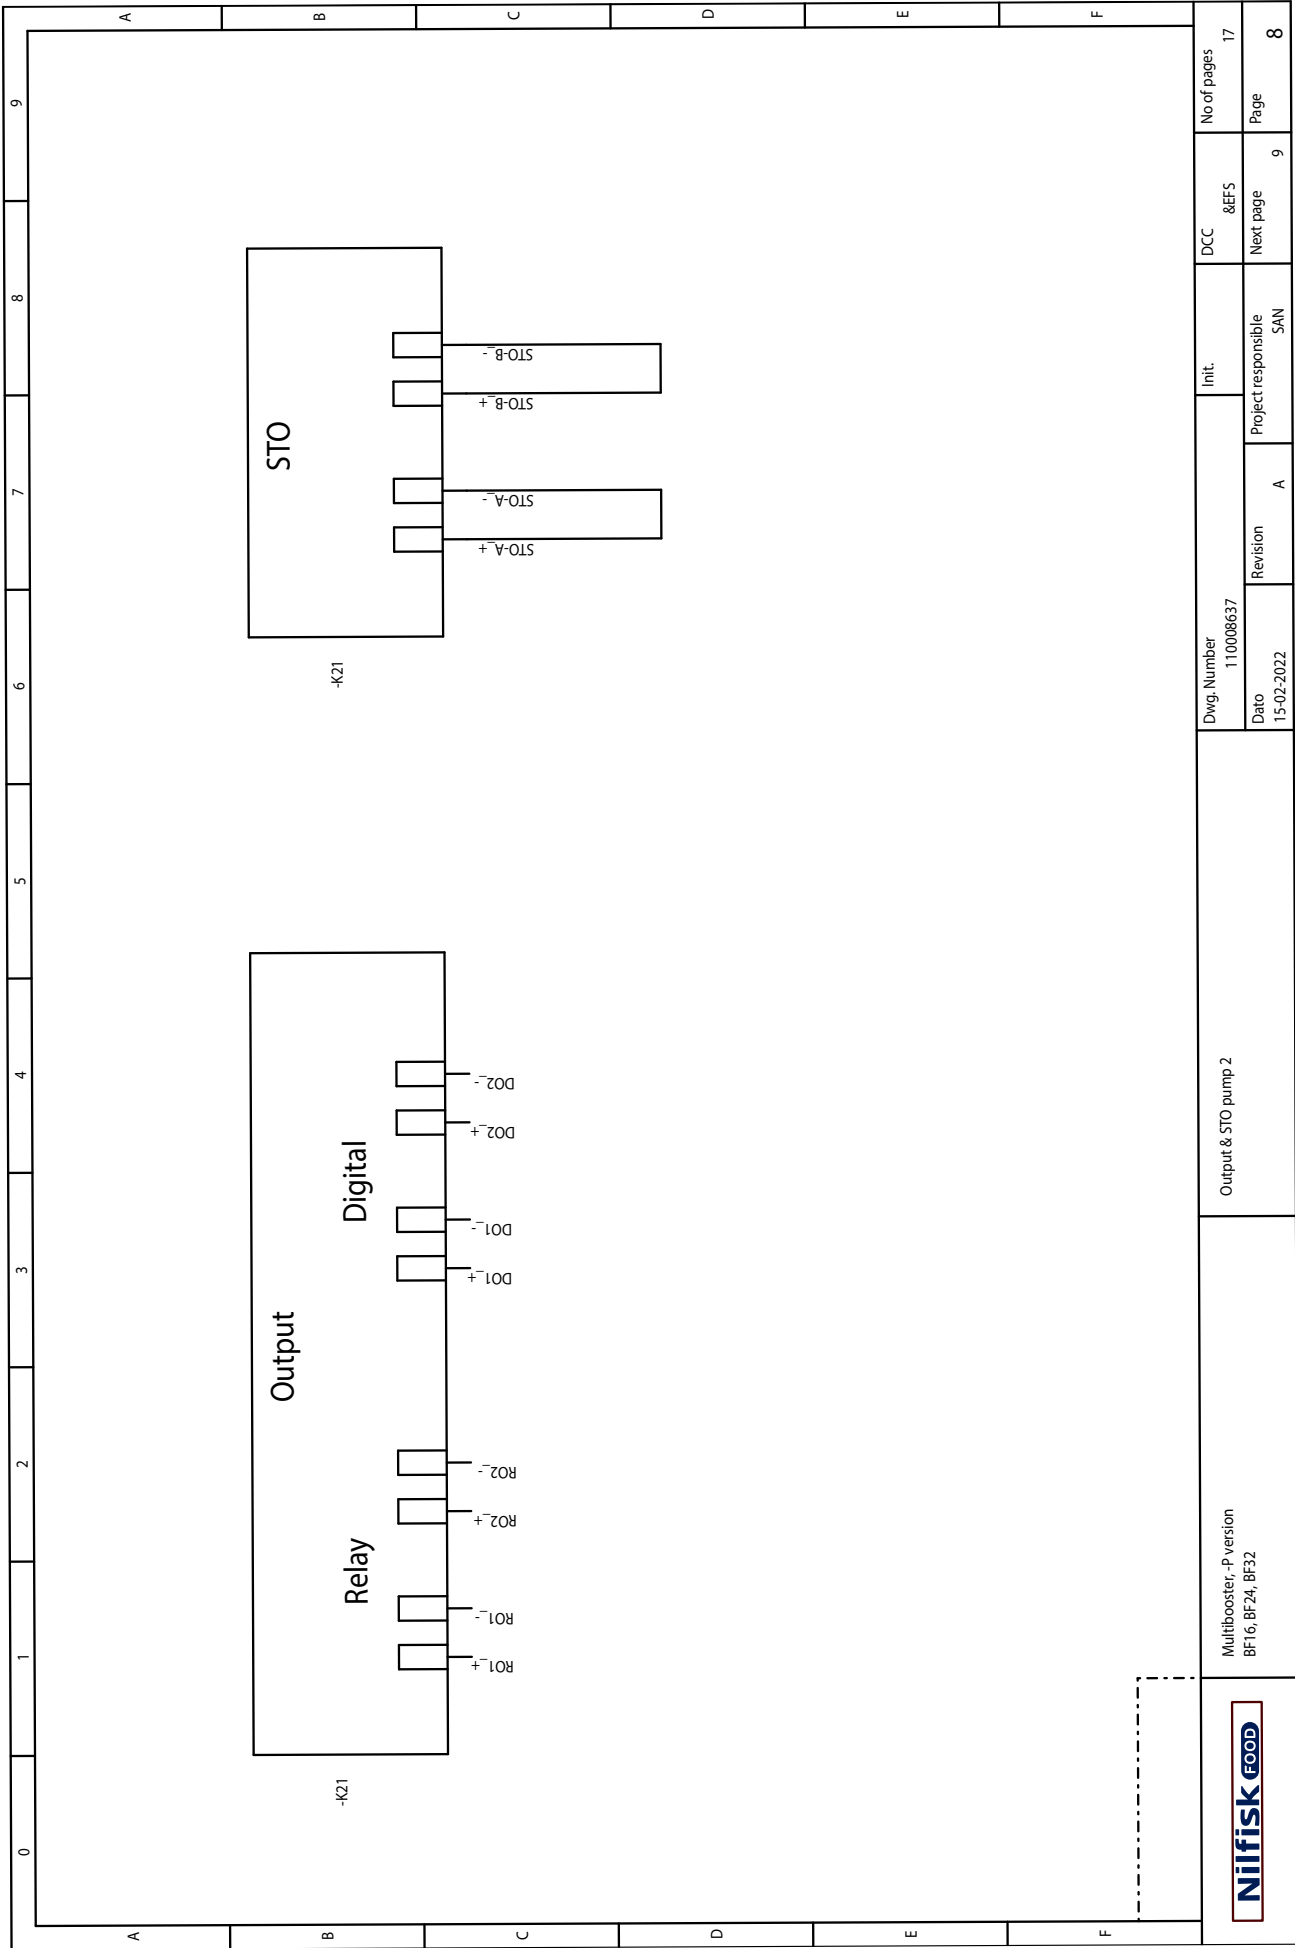 0 1 2 3 4 5 6 7 8 9
A
A
B
B
C
C
D
D
E
E
F
F
Output
STO
Relay
Digital
-K21
-K21
RO1_+
RO1_-
RO2_+
RO2_-
DO1_+
DO1_-
DO2_+
DO2_-
STO-A_+
STO-A_-
STO-B_+
STO-B_-
Nilfisk FOOD
Multibooster, -P version
BF16, BF24, BF32
Output & STO pump 2
Dwg. Number
110008637
Init.
DCC
&EFS
No of pages
17
Dato
15-02-2022
Revision
A
Project responsible
SAN
Next page
9
Page
8